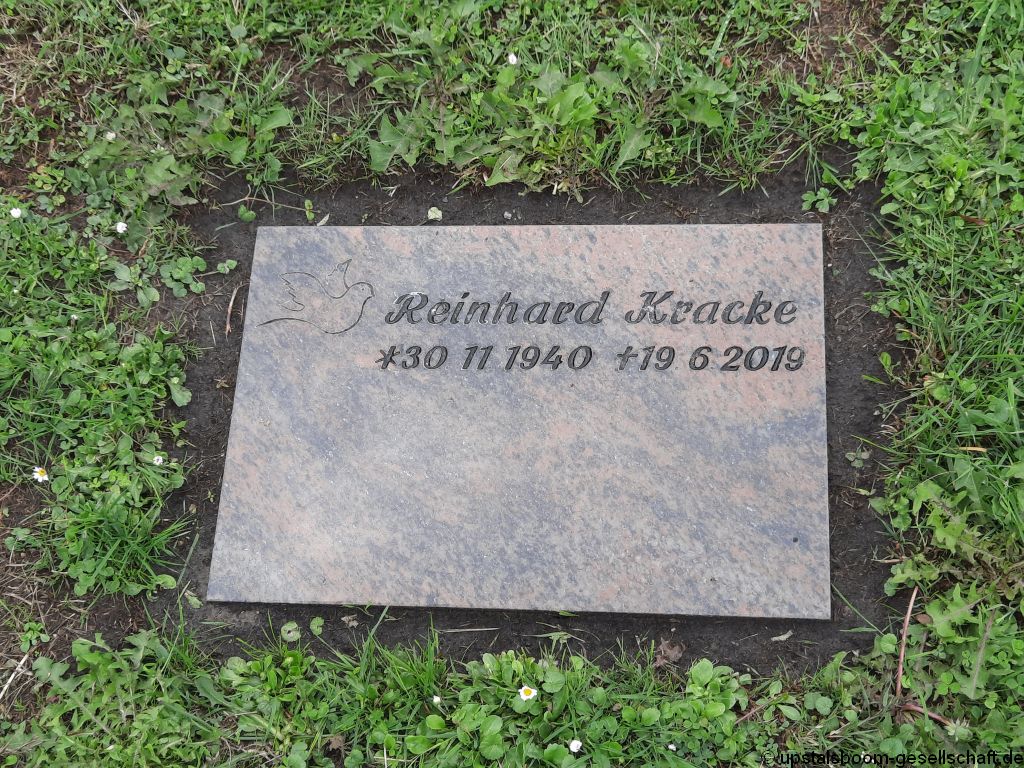 Reinhard Kracke
*30 11 1940 †19 6 2019
© upstalsboom-gesellschaft.de